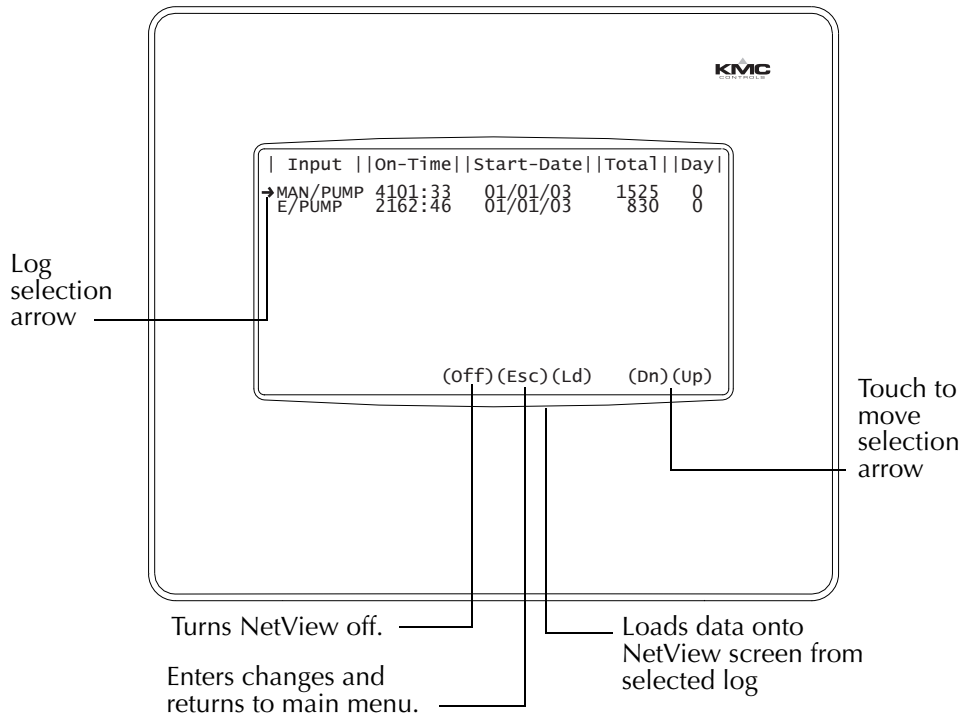 KMC
CONTROLS
| Input ||On-Time||Start-Date||Total||Day|
➔MAN/PUMP 4101:33 01/01/03 1525 0
E/PUMP 2162:46 01/01/03 830 0
Log
selection
arrow
(Off)(Esc)(Ld) (Dn)(Up)
Touch to
move
selection
arrow
Turns NetView off.
Loads data onto
NetView screen from
selected log
Enters changes and
returns to main menu.